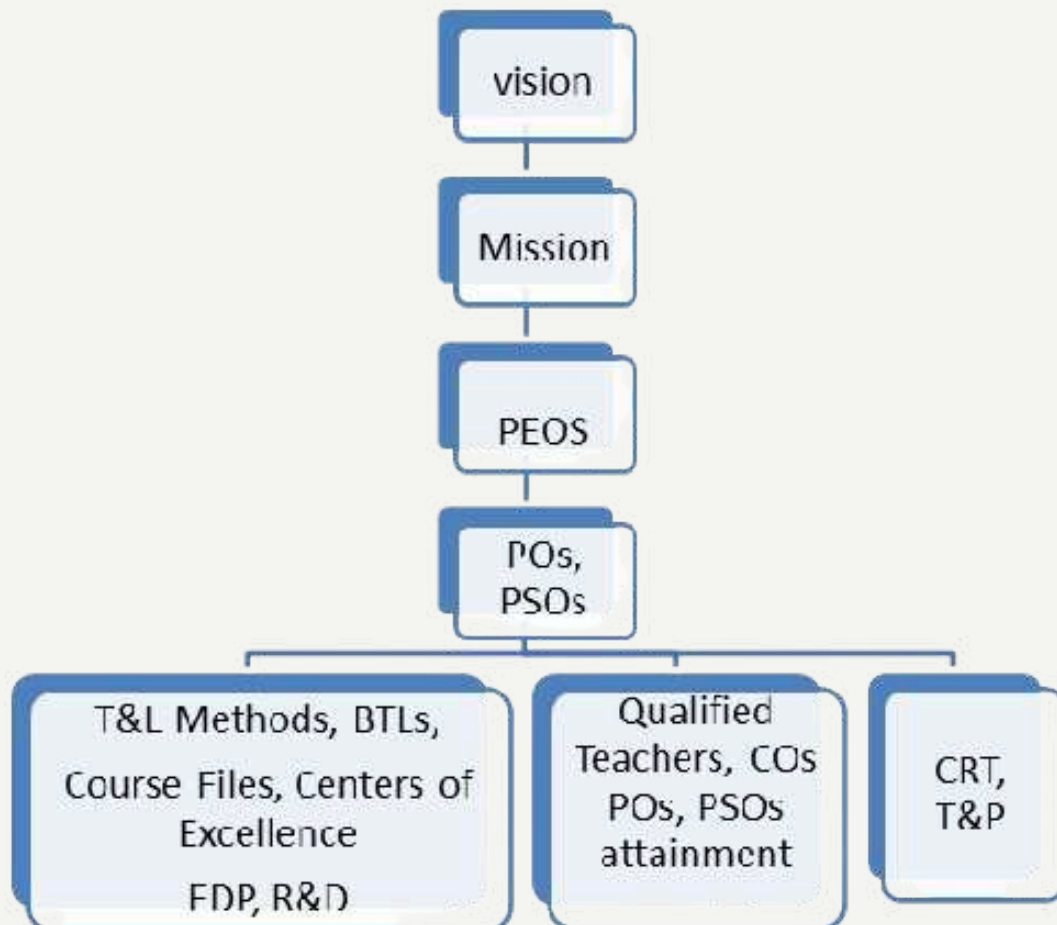 vision
Mission
PEOS
POs,
PSOs
T&L Methods, BTLs,
Course Files, Centers of
Excellence
FDP, R&D
Qualified
Teachers, COs
POs, PSOs
attainment
CRT,
T&P